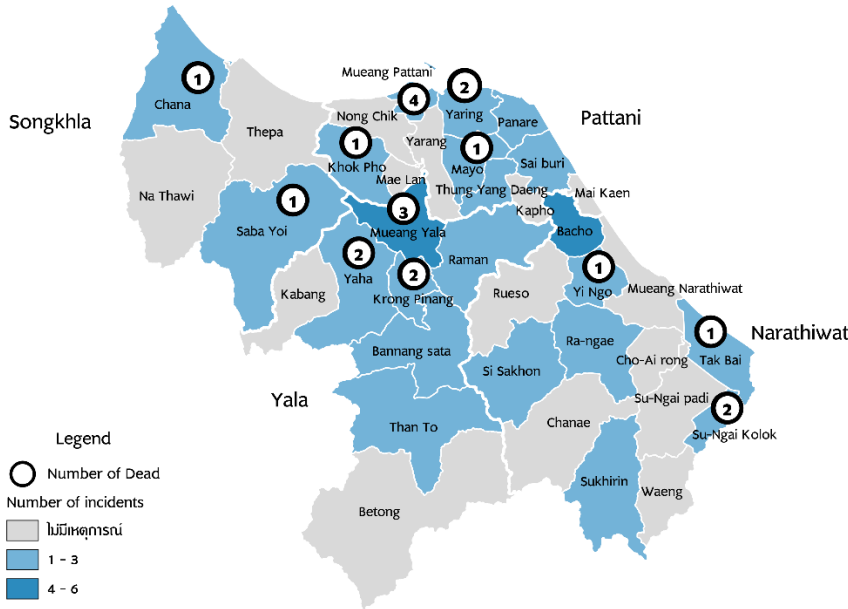 1
Chana
Songkhla
Thepa
Na Thawi
1
Saba Yoi
Mueang Pattani
4
2
Yaring
Panare
Pattani
Nong Chik
Yarang
1
Khok Pho
1
Mayo
Sai buri
Mae Lan
Thung Yang Daeng
Mai Kaen
Kapho
3
Mueang Yala
Bacho
2
Yaha
2
Krong Pinang
Raman
1
Yi Ngo
Kabang
Rueso
Mueang Narathiwat
Bannang sata
Si Sakhon
Ra-ngae
Cho-Ai rong
1
Tak Bai
Narathiwat
Yala
Su-Ngai padi
2
Su-Ngai Kolok
Than To
Chanae
Sukhirin
Waeng
Betong
Legend
Number of Dead
Number of incidents
ไม่มีเหตุการณ์
1 - 3
4 - 6